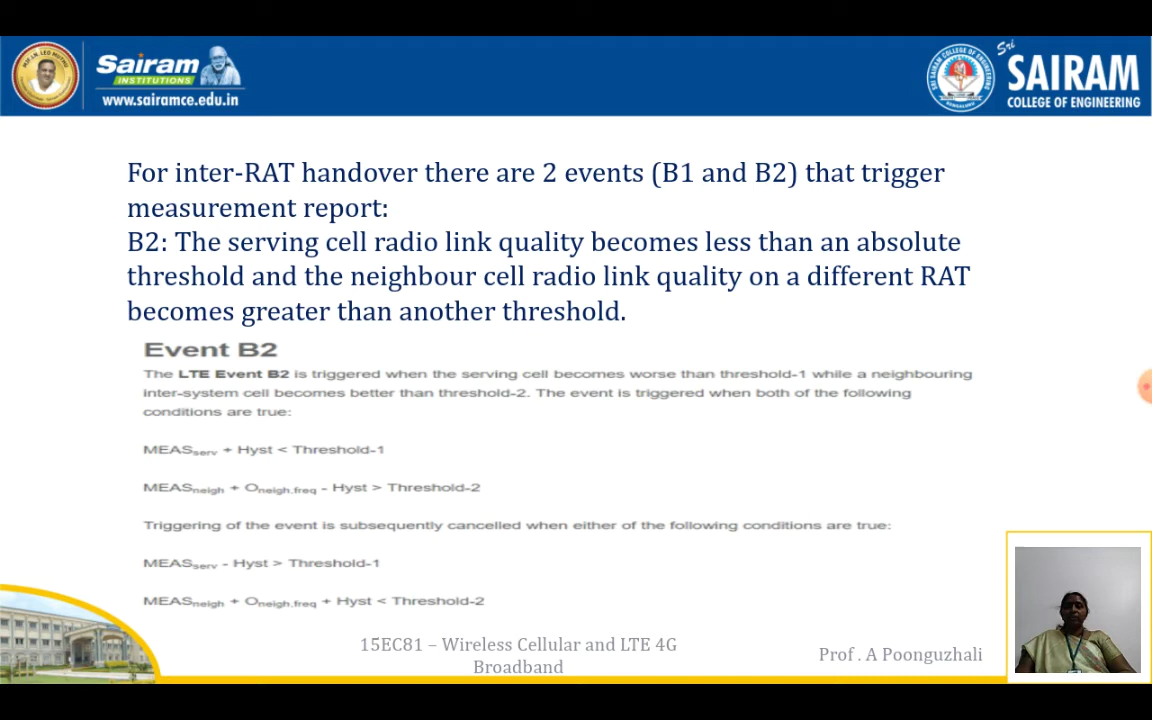 Sairam
INSTITUTIONS
www.sairamce.edu.in
Sri
SAIRAM
COLLEGE OF ENGINEERING
For inter-RAT handover there are 2 events (B1 and B2) that trigger
measurement report:
B2: The serving cell radio link quality becomes less than an absolute
threshold and the neighbour cell radio link quality on a different RAT
becomes greater than another threshold.
Event B2
The LTE Event B2 is triggered when the serving cell becomes worse than threshold-1 while a neighbouring
inter-system cell becomes better than threshold-2. The event is triggered when both of the following
conditions are true:
MEASserv + Hyst < Threshold-1
MEASneigh + Oneigh,freq - Hyst > Threshold-2
Triggering of the event is subsequently cancelled when either of the following conditions are true:
MEASserv - Hyst > Threshold-1
MEASneigh + Oneigh,freq + Hyst < Threshold-2
15EC81 – Wireless Cellular and LTE 4G
Broadband
Prof . A Poonguzhali